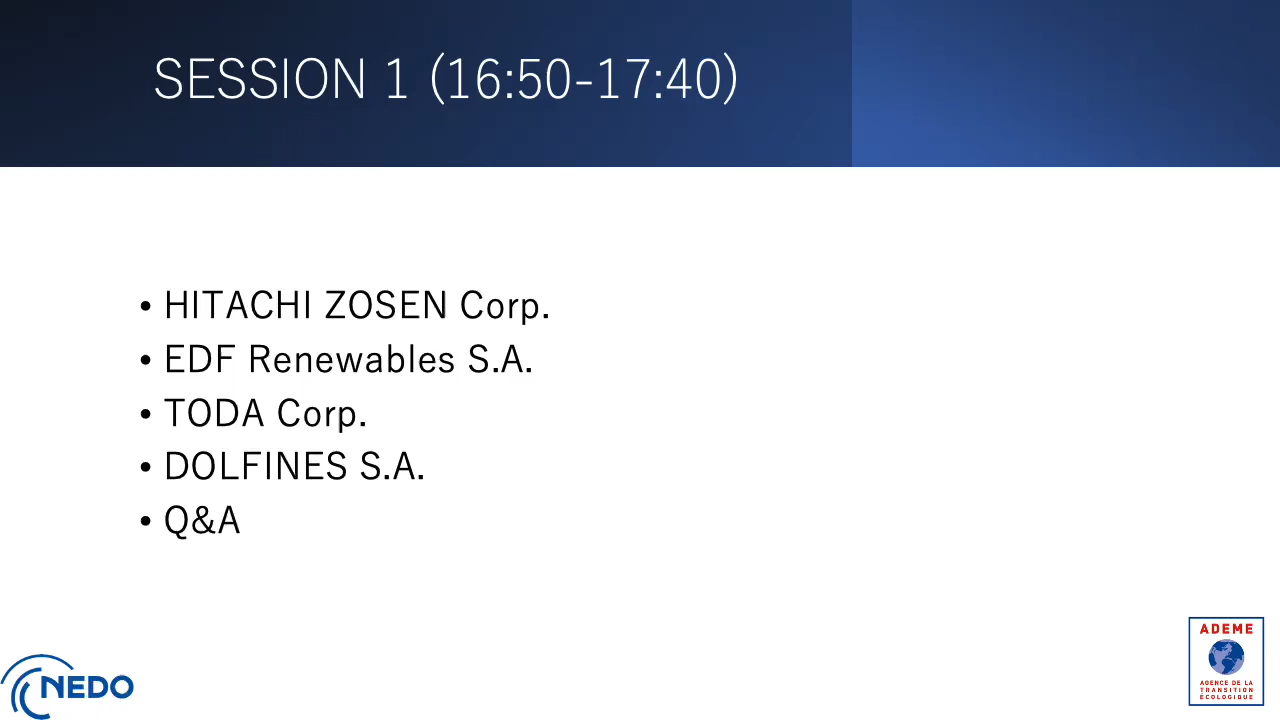 SESSION 1 (16:50-17:40)
• HITACHI ZOSEN Corp.
• EDF Renewables S.A.
• TODA Corp.
• DOLFINES S.A.
• Q&A
NEDO
ADEME
AGENCE DE LA
TRANSITION
ÉCOLOGIQUE